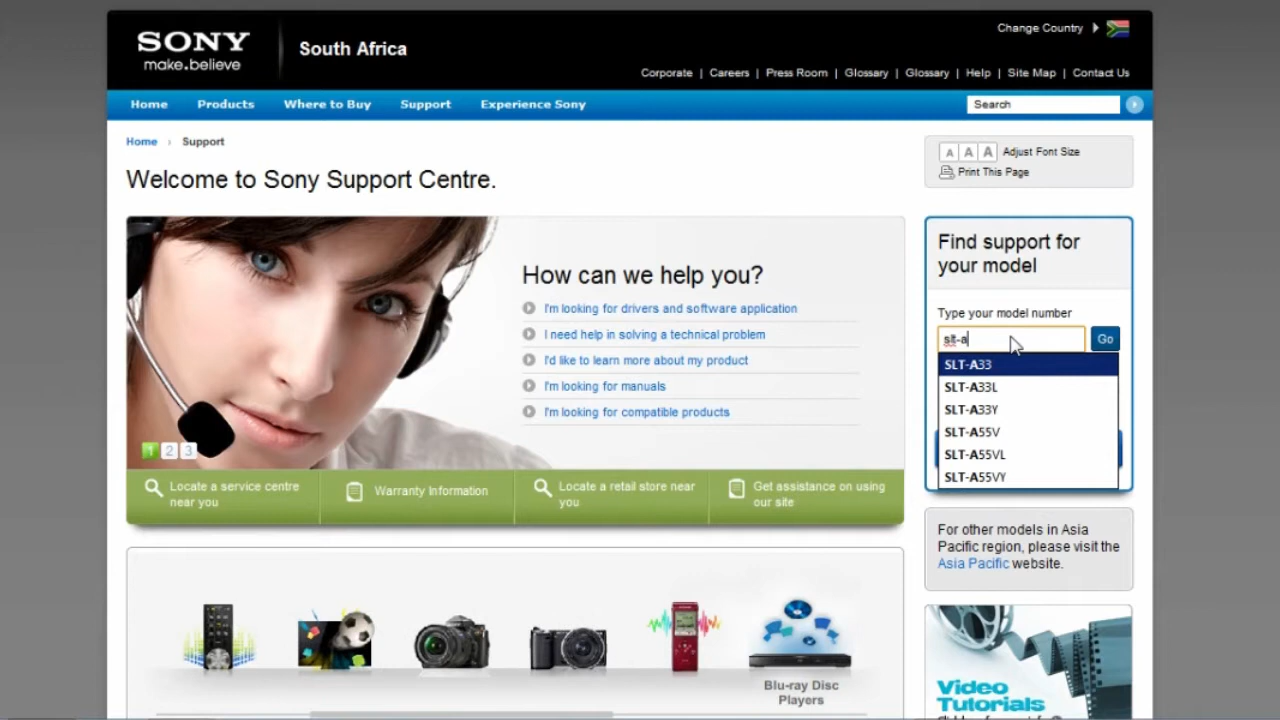 SONY
make.believe
South Africa
Change Country
Corporate | Careers | Press Room | Glossary | Glossary | Help | Site Map | Contact Us
Home Products Where to Buy Support Experience Sony
Search
Home › Support
A A A Adjust Font Size
Print This Page
Welcome to Sony Support Centre.
How can we help you?
I'm looking for drivers and software application
I need help in solving a technical problem
I'd like to learn more about my product
I'm looking for manuals
I'm looking for compatible products
1 2 3
Locate a service centre
near you
Warranty Information
Locate a retail store near
you
Get assistance on using
our site
Blu-ray Disc
Players
Find support for
your model
Type your model number
slt-a
Go
SLT-A33
SLT-A33L
SLT-A33Y
SLT-A55V
SLT-A55VL
SLT-A55VY
For other models in Asia
Pacific region, please visit the
Asia Pacific website.
Video
Tutorials